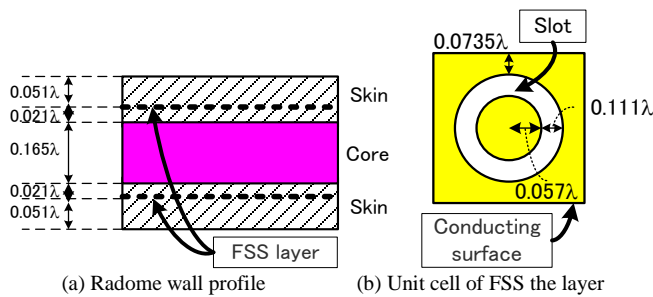 Slot
0.0735λ
0.051λ
0.021λ
0.165λ
0.021λ
0.051λ
Skin
Core
Skin
FSS layer
0.111λ
0.057λ
Conducting
surface
(a) Radome wall profile
(b) Unit cell of FSS the layer